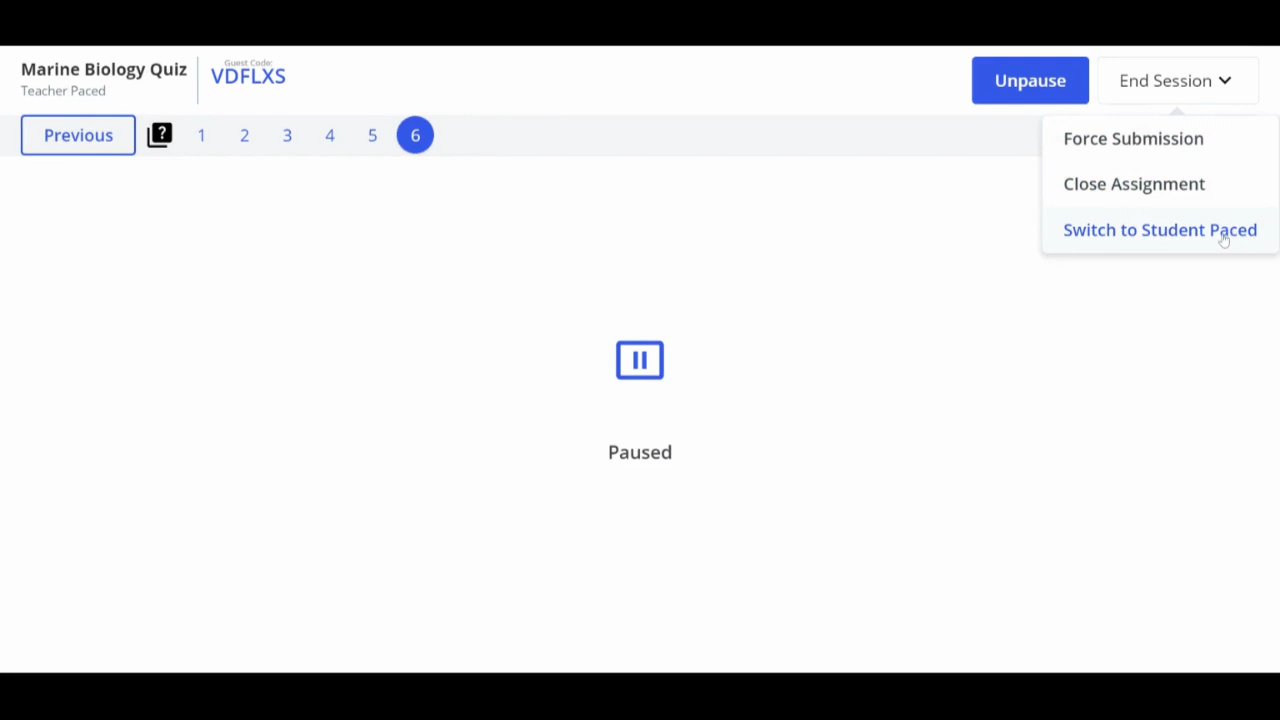 Marine Biology Quiz
Teacher Paced
Guest Code:
VDFLXS
Unpause
End Session
Previous
?
1 2 3 4 5 6
Force Submission
Close Assignment
Switch to Student Paced
Paused